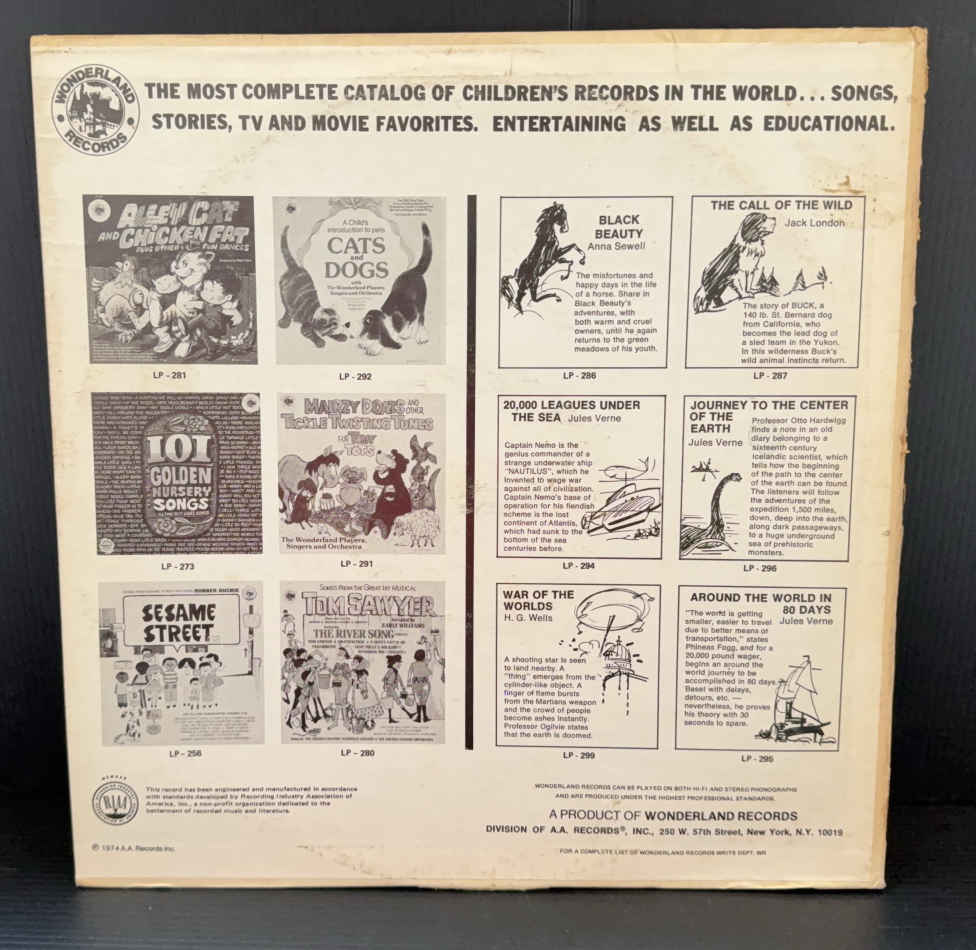 WONDERLAND RECORDS
THE MOST COMPLETE CATALOG OF CHILDREN'S RECORDS IN THE WORLD... SONGS,
STORIES, TV AND MOVIE FAVORITES. ENTERTAINING AS WELL AS EDUCATIONAL.
ALLEY CAT
AND CHICKEN FAT
PLUS OTHER FUN DANCES
LP - 281
A Child's
introduction to pets
CATS
and
DOGS
with
The Wonderland Players,
Singers and Orchestra
LP - 292
101
GOLDEN
NURSERY
SONGS
LP - 273
MAIRZY DOATS AND
OTHER
TICKLE TWISTING TUNES
FOR TINY
TOTS
The Wonderland Players,
Singers and Orchestra
LP - 291
RUBBER DUCKIE
SESAME
STREET
LP - 256
SONGS FROM THE GREAT HIT MUSICAL
TOM SAWYER
THE RIVER SONG
LP - 280
BLACK
BEAUTY
Anna Sewell
The misfortunes and
happy days in the life
of a horse. Share in
Black Beauty's
adventures, with
both warm and cruel
owners, until he again
returns to the green
meadows of his youth.
LP - 286
THE CALL OF THE WILD
Jack London
The story of BUCK, a
140 lb. St. Bernard dog
from California, who
becomes the lead dog of
a sled team in the Yukon.
In this wilderness Buck's
wild animal instincts return.
LP - 287
20,000 LEAGUES UNDER
THE SEA Jules Verne
Captain Nemo is the
genius commander of a
strange underwater ship
"NAUTILUS", which he
invented to wage war
against all of civilization.
Captain Nemo's base of
operation for his fiendish
scheme is the lost
continent of Atlantis,
which had sunk to the
bottom of the sea
centuries before.
LP - 294
JOURNEY TO THE CENTER
OF THE
EARTH
Jules Verne
Professor Otto Hardwigg
finds a note in an old
diary belonging to a
sixteenth century
Icelandic scientist, which
tells how the beginning
of the path to the center
of the earth can be found.
The listeners will follow
the adventures of the
expedition 1,500 miles,
down, deep into the earth,
along dark passageways,
to a huge underground
sea of prehistoric
monsters.
LP - 296
WAR OF THE
WORLDS
H. G. Wells
A shooting star is seen
to land nearby. A
"thing" emerges from the
cylinder-like object. A
finger of flame bursts
from the Martians weapon
and the crowd of people
become ashes instantly.
Professor Ogilvie states
that the earth is doomed.
LP - 299
AROUND THE WORLD IN
80 DAYS
Jules Verne
"The world is getting
smaller, easier to travel
due to better means of
transportation," states
Phineas Fogg, and for a
20,000 pound wager,
begins an around the
world journey to be
accomplished in 80 days.
Beset with delays,
detours, etc. —
nevertheless, he proves
his theory with 30
seconds to spare.
LP - 295
This record has been engineered and manufactured in accordance
with standards developed by Recording Industry Association of
America, Inc., a non-profit organization dedicated to the
betterment of recorded music and literature.
℗ 1974 A.A. Records Inc.
WONDERLAND RECORDS CAN BE PLAYED ON BOTH HI-FI AND STEREO PHONOGRAPHS
AND ARE PRODUCED UNDER THE HIGHEST PROFESSIONAL STANDARDS.
A PRODUCT OF WONDERLAND RECORDS
DIVISION OF A.A. RECORDS®, INC., 250 W. 57th Street, New York, N.Y. 10019
FOR A COMPLETE LIST OF WONDERLAND RECORDS WRITE DEPT. WR